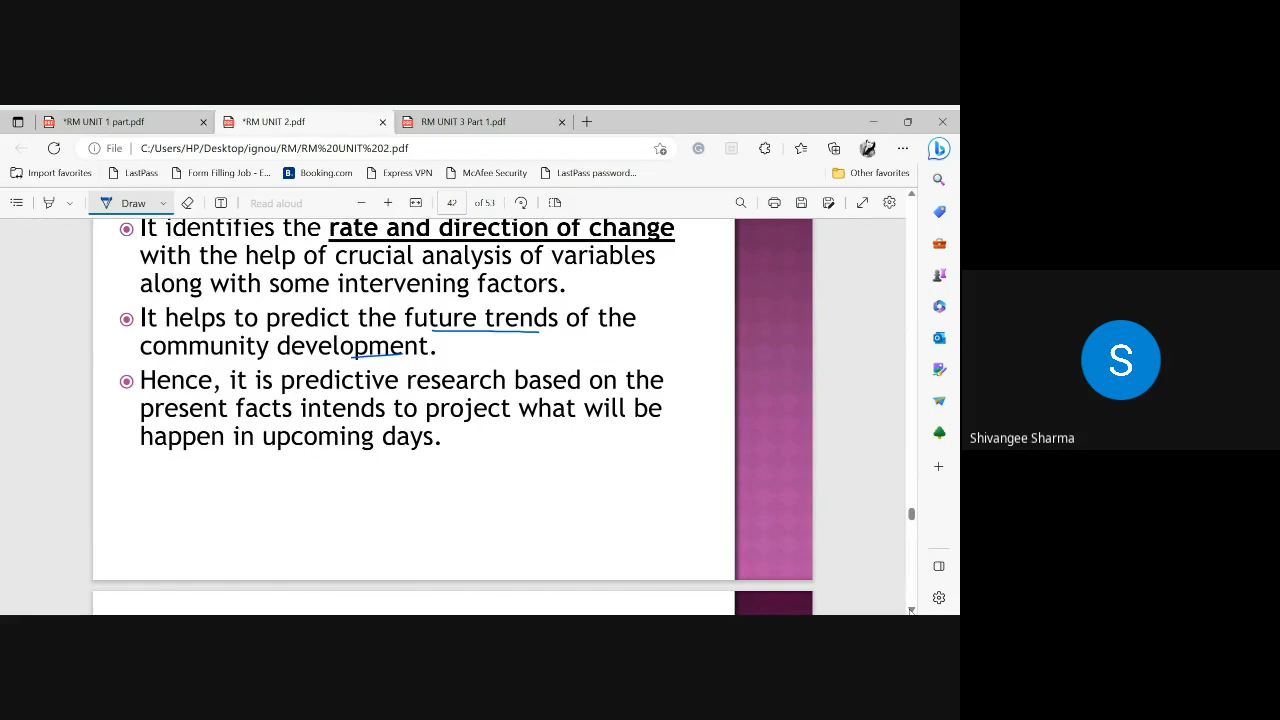 *RM UNIT 1 part.pdf
*RM UNIT 2.pdf
RM UNIT 3 Part 1.pdf
File
C:/Users/HP/Desktop/ignou/RM/RM%20UNIT%202.pdf
Import favorites
LastPass
Form Filling Job - E...
B.
Booking.com
Express VPN
McAfee Security
LastPass password...
Other favorites
Draw
Read aloud
42
of 53
It identifies the rate and direction of change
with the help of crucial analysis of variables
along with some intervening factors.
It helps to predict the future trends of the
community development.
Hence, it is predictive research based on the
present facts intends to project what will be
happen in upcoming days.
S
Shivangee Sharma